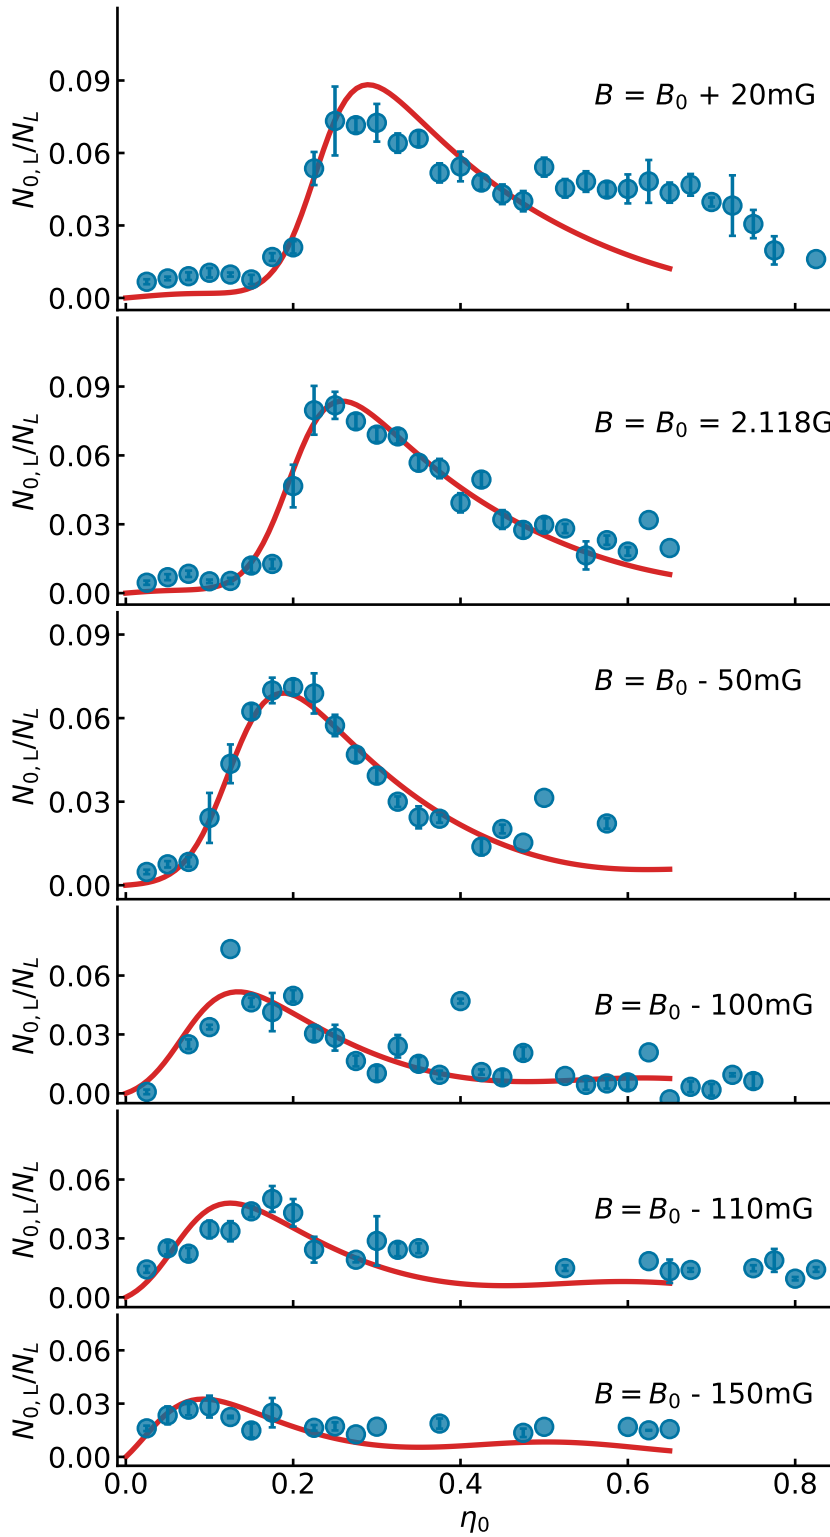 0.09
0.06
0.03
0.00
N0,L/NL
B = B0 + 20mG
0.09
0.06
0.03
0.00
N0,L/NL
B = B0 = 2.118G
0.09
0.06
0.03
0.00
N0,L/NL
B = B0 - 50mG
0.06
0.03
0.00
N0,L/NL
B = B0 - 100mG
0.06
0.03
0.00
N0,L/NL
B = B0 - 110mG
0.06
0.03
0.00
N0,L/NL
B = B0 - 150mG
0.0 0.2 0.4 0.6 0.8
η0